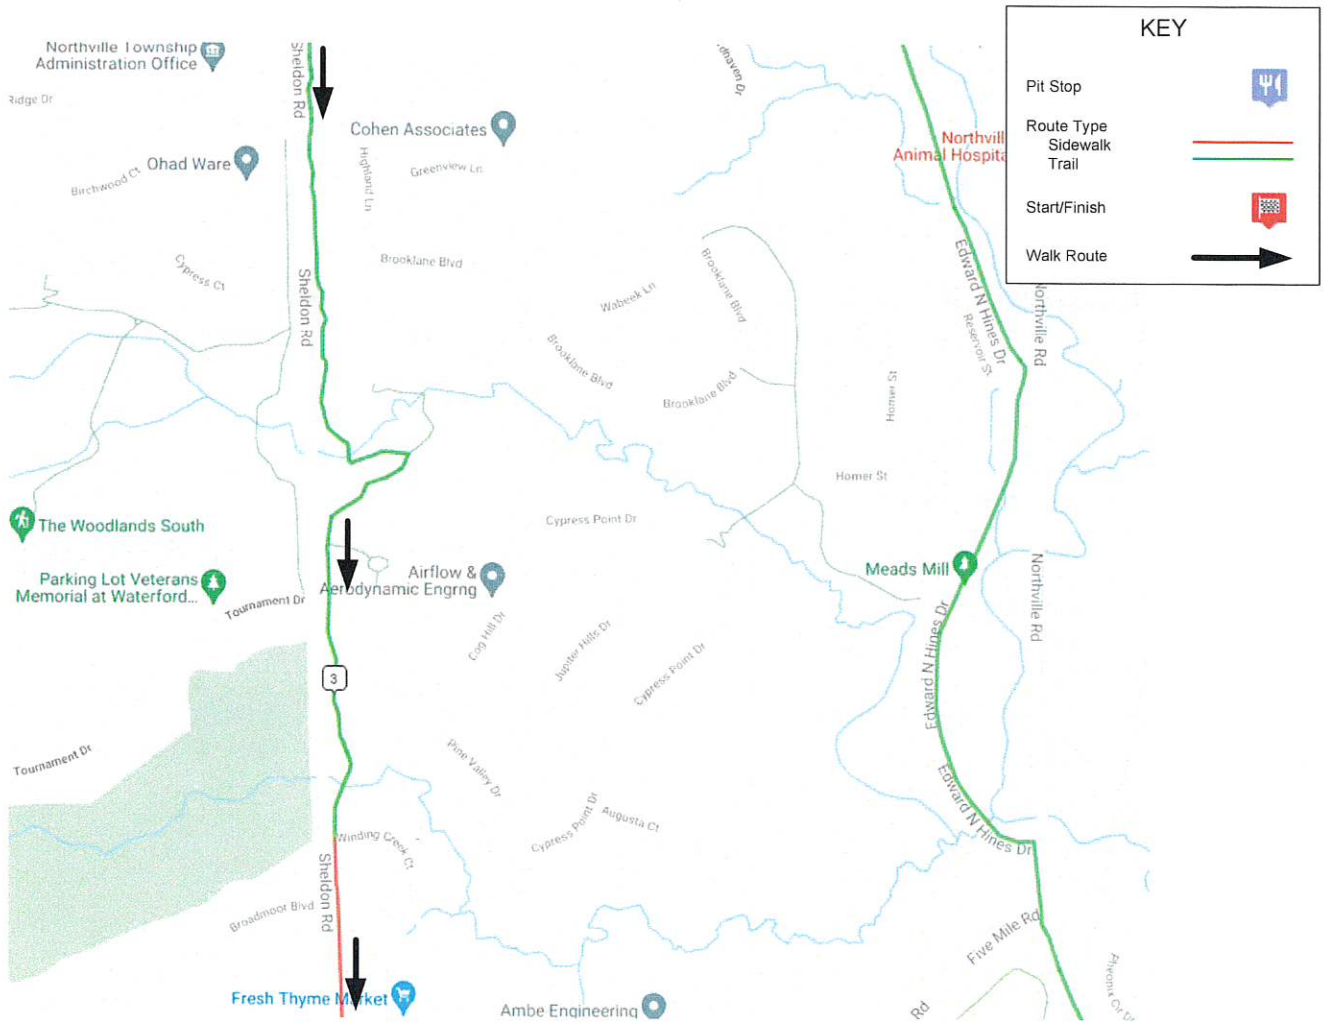 KEY
Pit Stop
Route Type
Sidewalk
Trail
Start/Finish
Walk Route
Northville Township
Administration Office
Sheldon Rd
Ridge Dr
Cohen Associates
Ohad Ware
Birchwood Ct
Highland Ln
Greenview Ln
Northvill
Animal Hospita
Cypress Ct
Sheldon Rd
Brooklane Blvd
Brooklane Blvd
Wabeek Ln
Edward N Hines Dr
Reservoir St
Northville Rd
Brooklane Blvd
Brooklane Blvd
Homer St
Homer St
The Woodlands South
Cypress Point Dr
Parking Lot Veterans
Memorial at Waterford...
Tournament Dr
Airflow &
Aerodynamic Engrng
Meads Mill
Northville Rd
Cog Hill Dr
Jupiter Hills Dr
Cypress Point Dr
Edward N Hines Dr
3
Tournament Dr
Pine Valley Dr
Cypress Point Dr
Augusta Ct
Edward N Hines Dr
Winding Creek Ct
Sheldon Rd
Broadmoor Blvd
Five Mile Rd
Fresh Thyme Market
Ambe Engineering
Rd